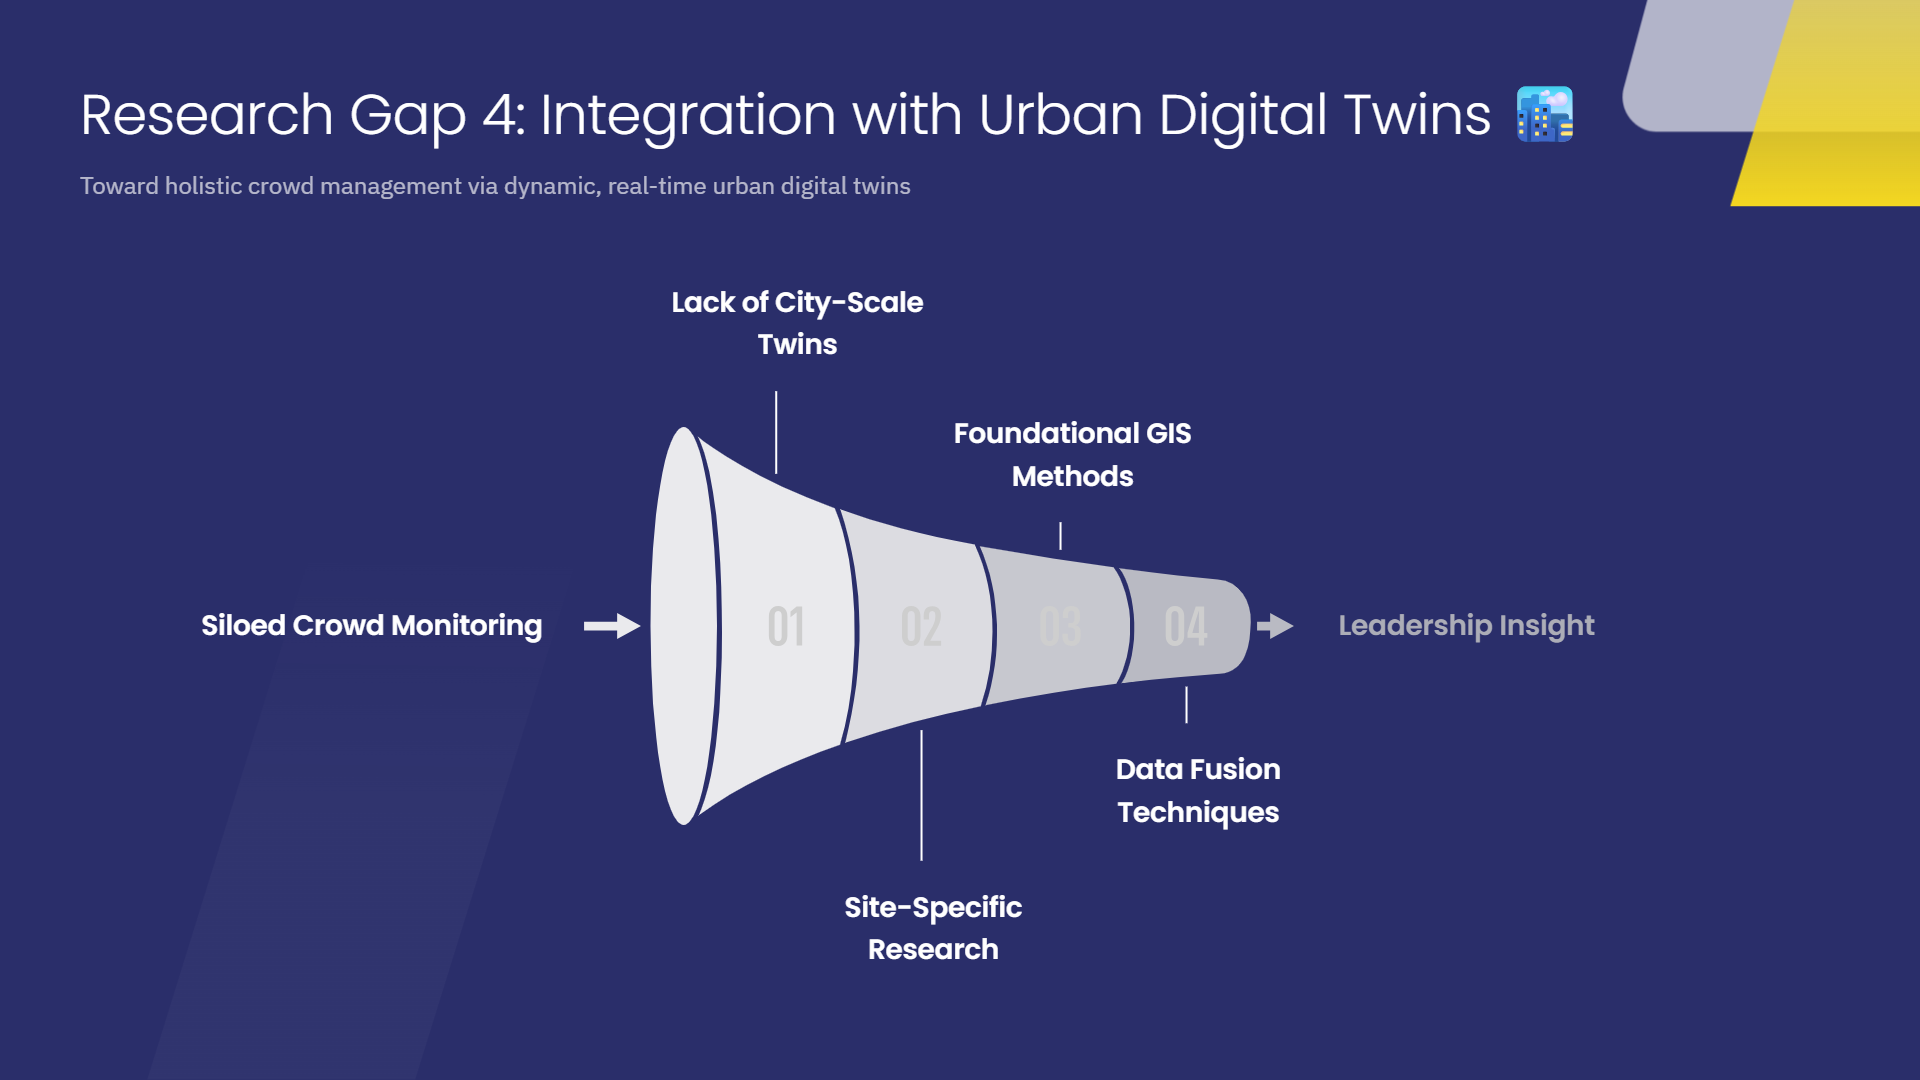 Research Gap 4: Integration with Urban Digital Twins
Toward holistic crowd management via dynamic, real-time urban digital twins
Lack of City-Scale
Twins
Foundational GIS
Methods
Siloed Crowd Monitoring
01
02
03
04
Leadership Insight
Data Fusion
Techniques
Site-Specific
Research